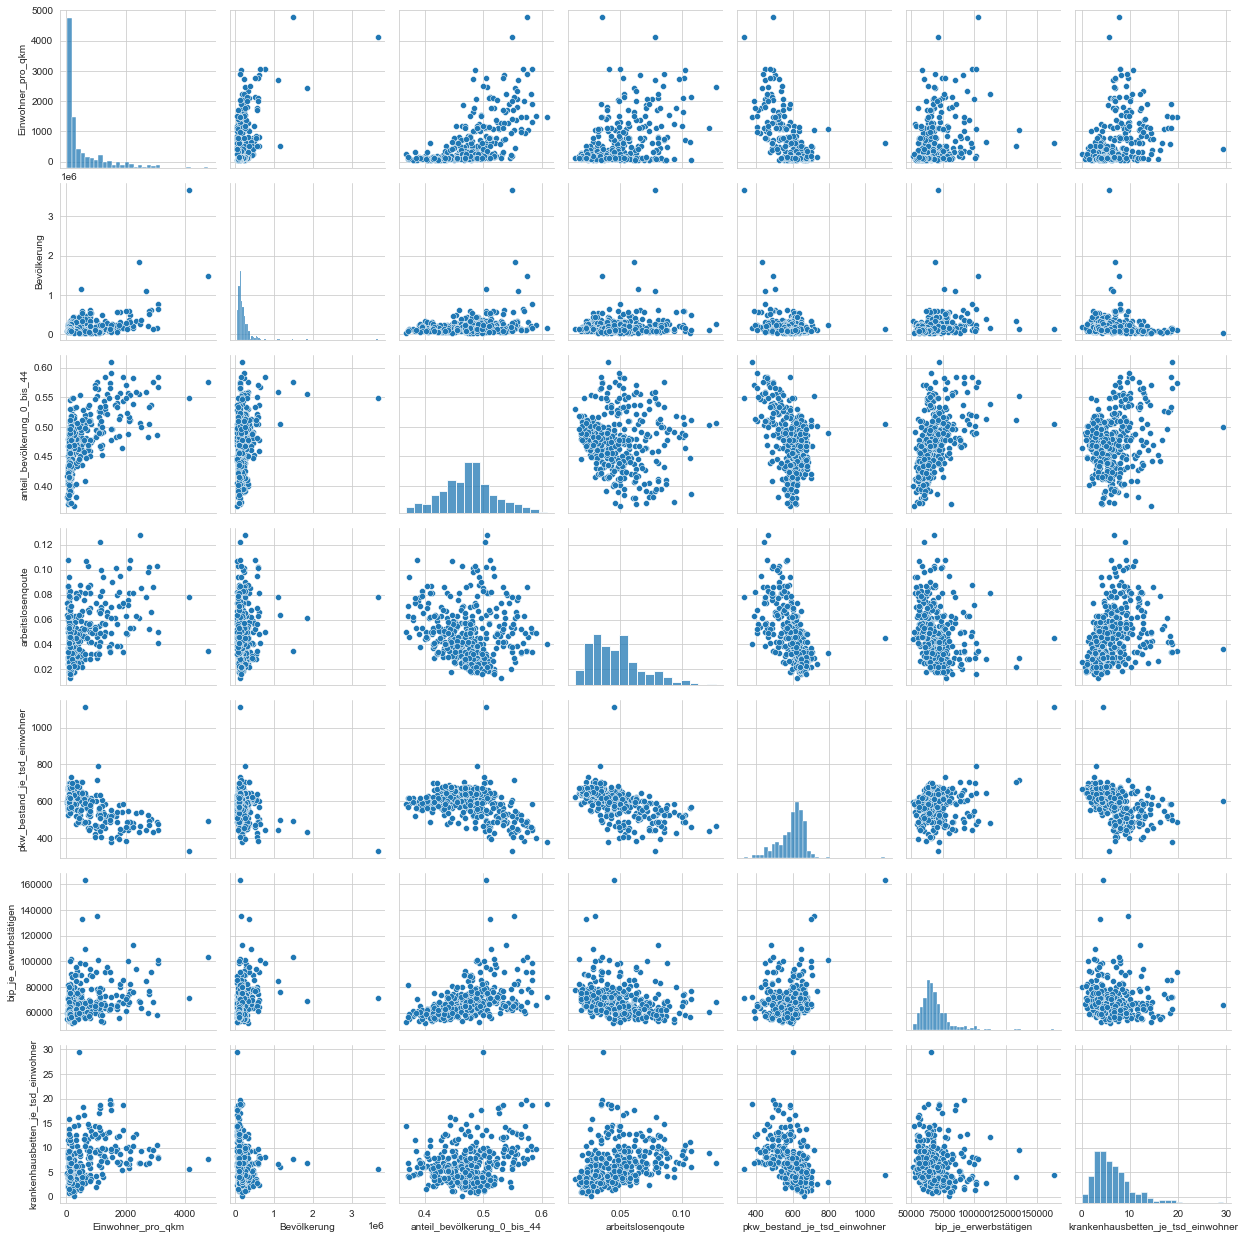 Einwohner_pro_qkm
5000
4000
3000
2000
1000
0
1e6
Bevölkerung
3
2
1
0
anteil_bevölkerung_0_bis_44
0.60
0.55
0.50
0.45
0.40
arbeitslosenqoute
0.12
0.10
0.08
0.06
0.04
0.02
pkw_bestand_je_tsd_einwohner
1000
800
600
400
bip_je_erwerbstätigen
160000
140000
120000
100000
80000
60000
krankenhausbetten_je_tsd_einwohner
30
25
20
15
10
5
0
0 2000 4000
Einwohner_pro_qkm
0 1 2 3
1e6
Bevölkerung
0.4 0.5 0.6
anteil_bevölkerung_0_bis_44
0.05 0.10
arbeitslosenqoute
400 600 800 1000
pkw_bestand_je_tsd_einwohner
50000 75000 100000 125000 150000
bip_je_erwerbstätigen
0 10 20 30
krankenhausbetten_je_tsd_einwohner